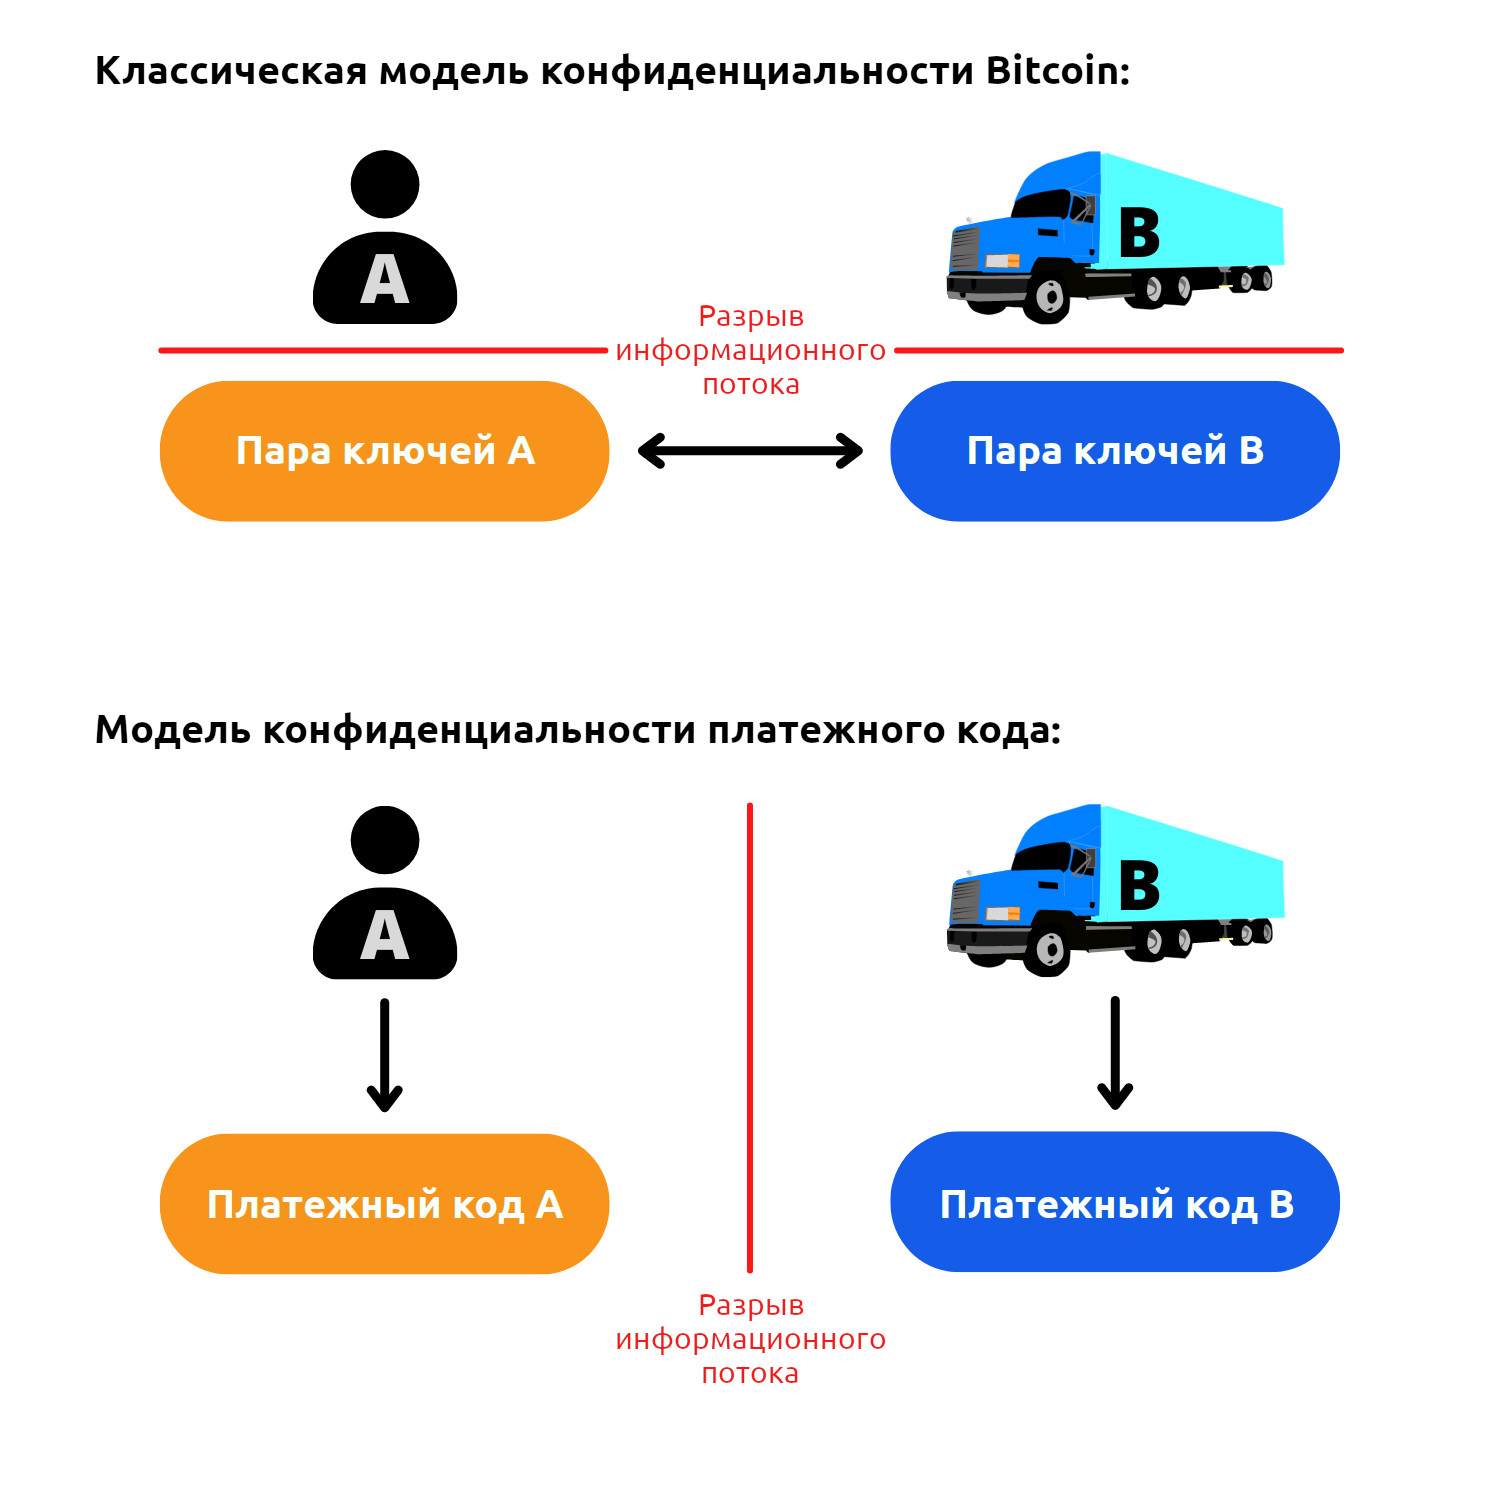 Классическая модель конфиденциальности Bitcoin:
A
B
Разрыв
информационного
потока
Пара ключей A
Пара ключей B
Модель конфиденциальности платежного кода:
A
B
Платежный код A
Платежный код B
Разрыв
информационного
потока